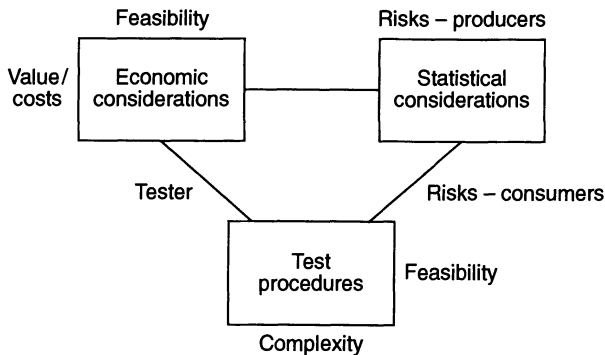 Feasibility
Risks – producers
Value/
costs
Economic
considerations
Statistical
considerations
Tester
Risks – consumers
Test
procedures
Feasibility
Complexity